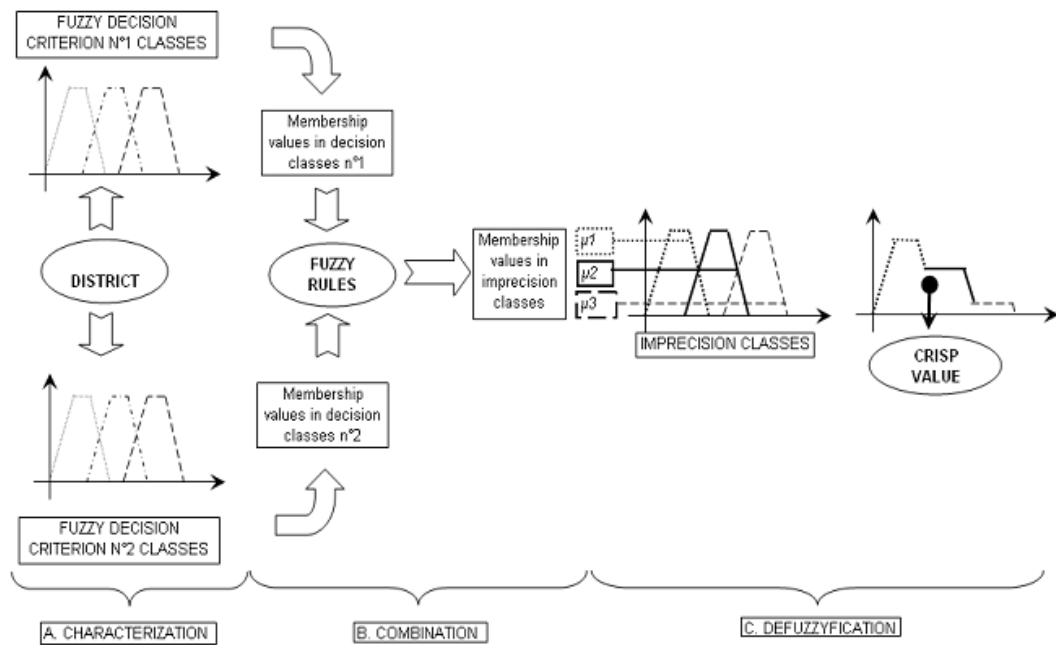 FUZZY DECISION
CRITERION N°1 CLASSES
DISTRICT
FUZZY DECISION
CRITERION N°2 CLASSES
A. CHARACTERIZATION
Membership
values in decision
classes n°1
FUZZY
RULES
Membership
values in decision
classes n°2
B. COMBINATION
Membership
values in
imprecision
classes
μ1
μ2
μ3
IMPRECISION CLASSES
CRISP
VALUE
C. DEFUZZYFICATION